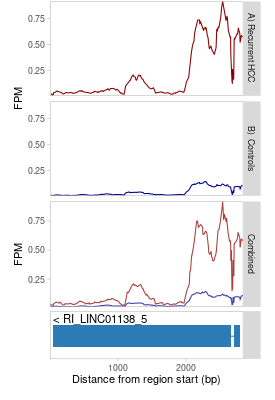 0.75
0.50
0.25
FPM
A) Recurrent HCC
0.75
0.50
0.25
B) Controls
0.75
0.50
0.25
FPM
Combined
< RI_LINC01138_5
1000
2000
Distance from region start (bp)